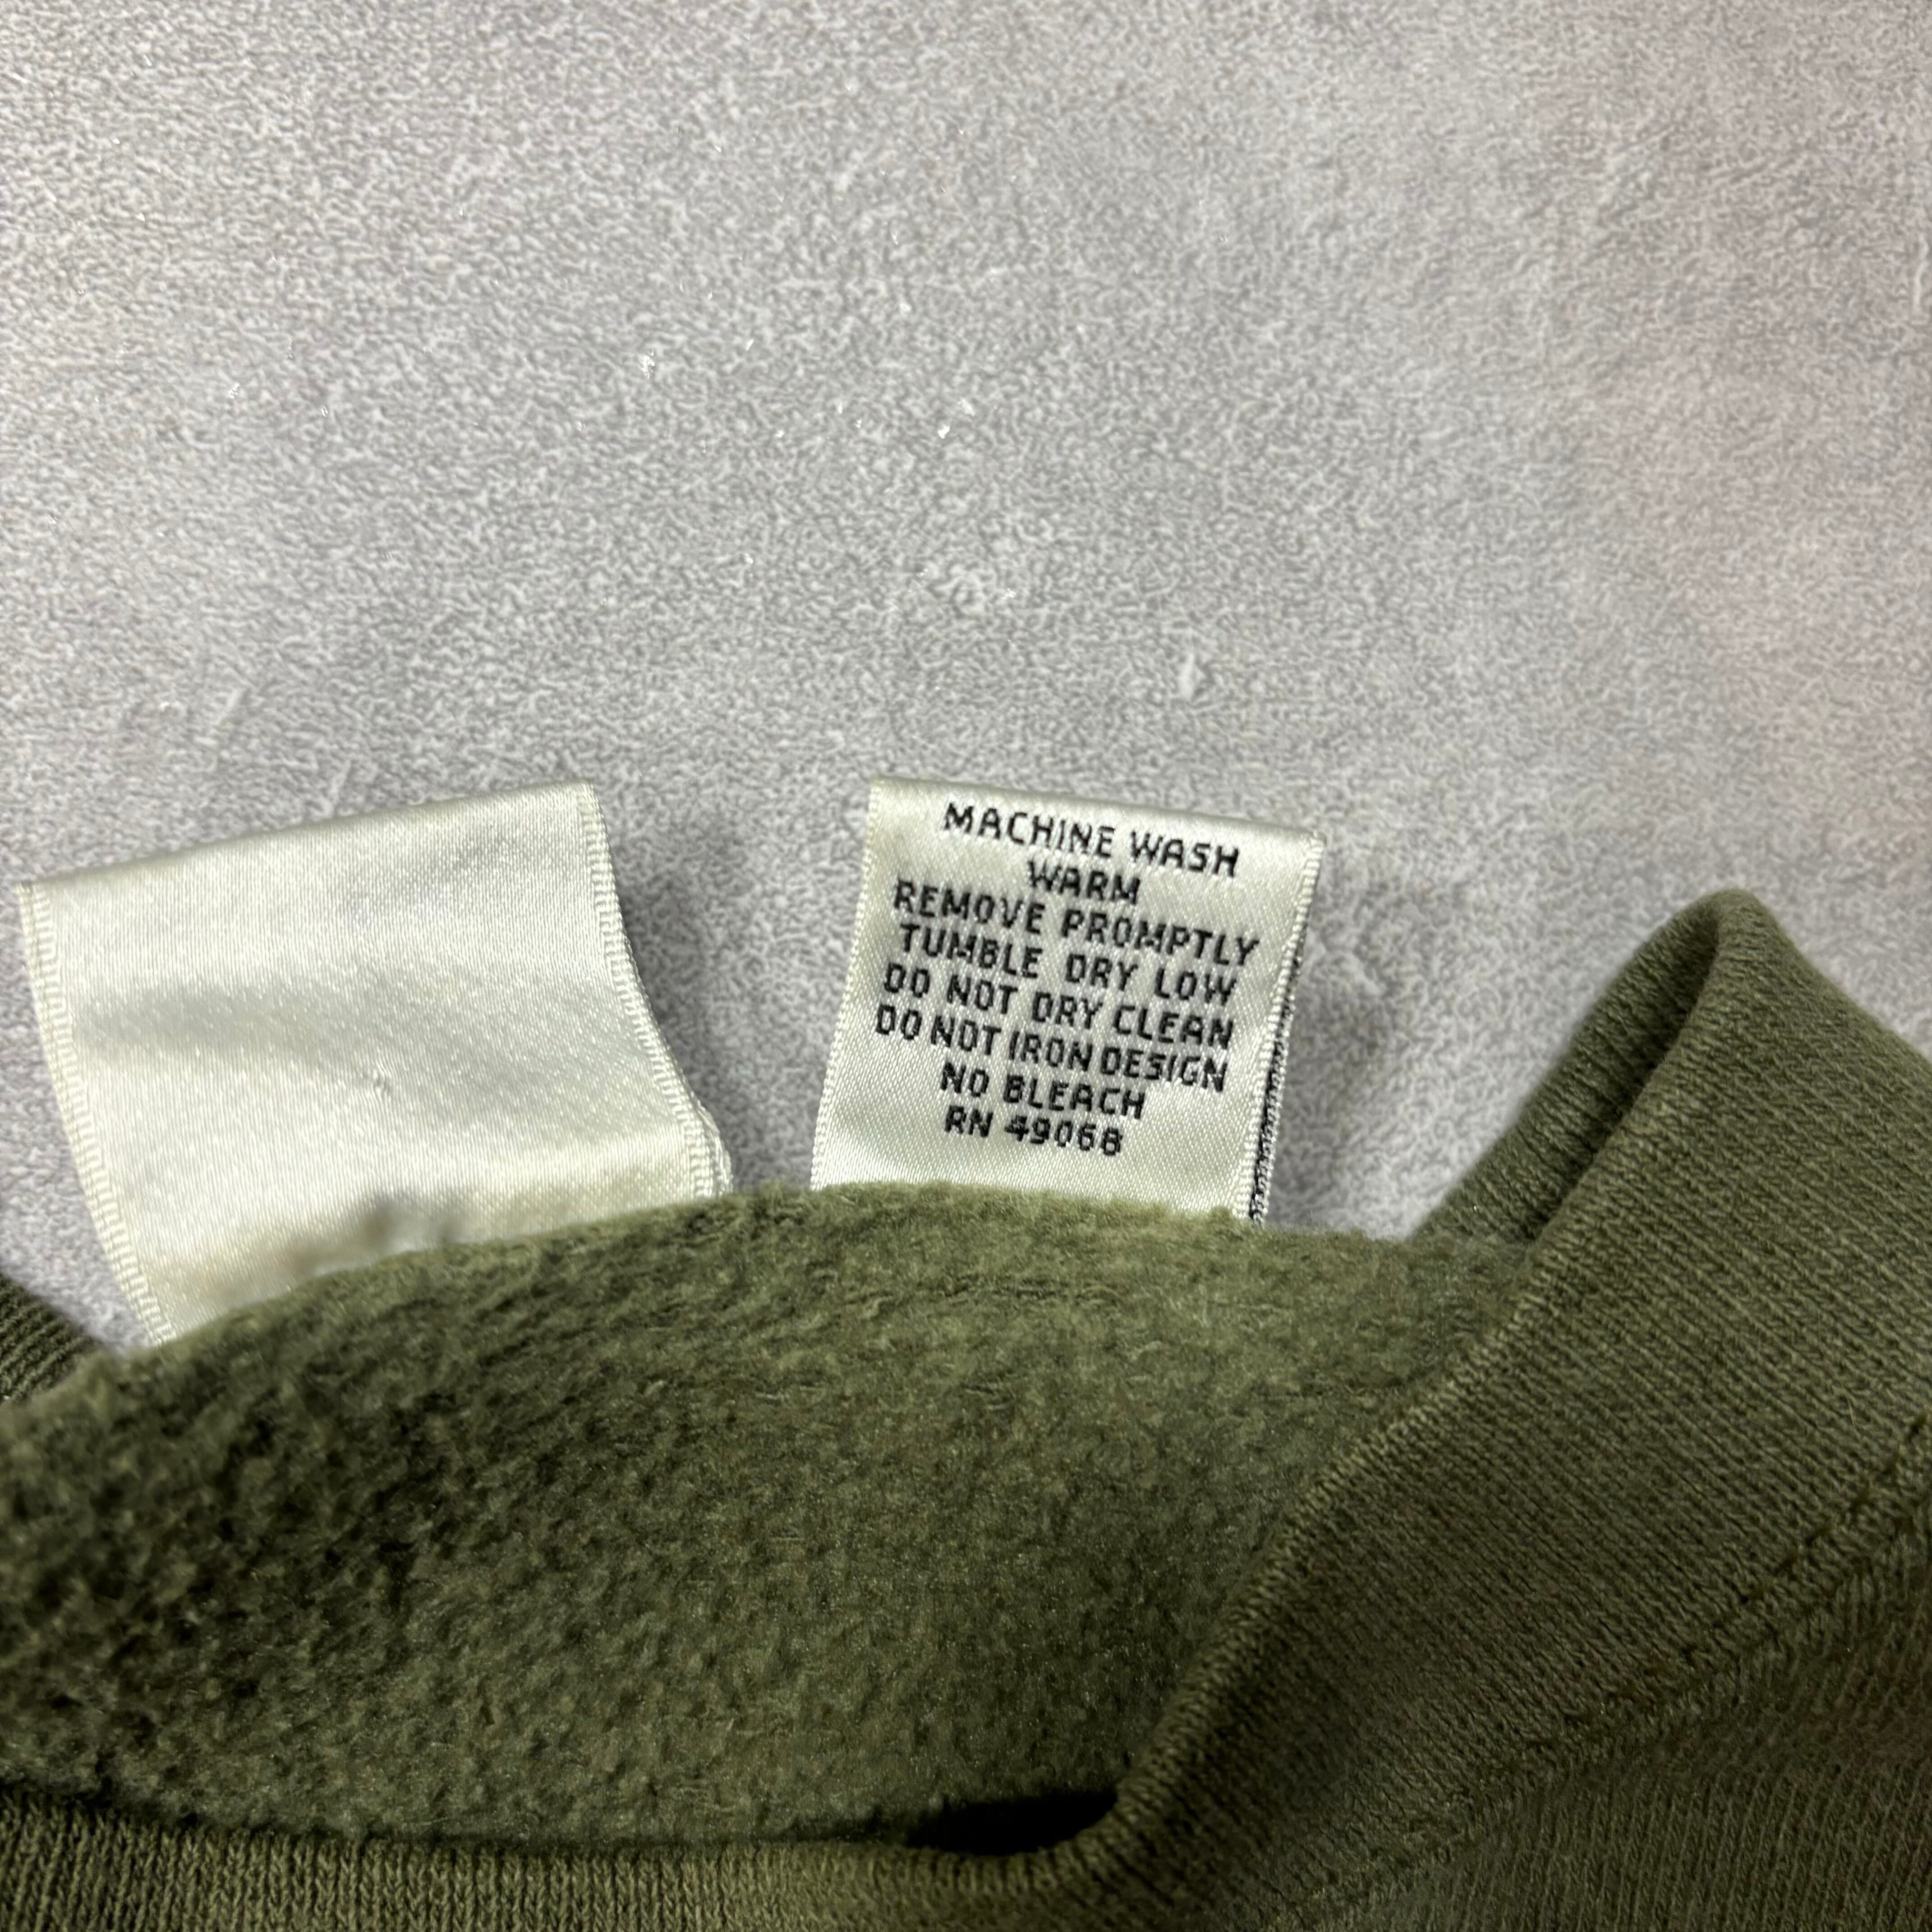 MACHINE WASH
WARM
REMOVE PROMPTLY
TUMBLE DRY LOW
DO NOT DRY CLEAN
DO NOT IRON DESIGN
NO BLEACH
RN 49068